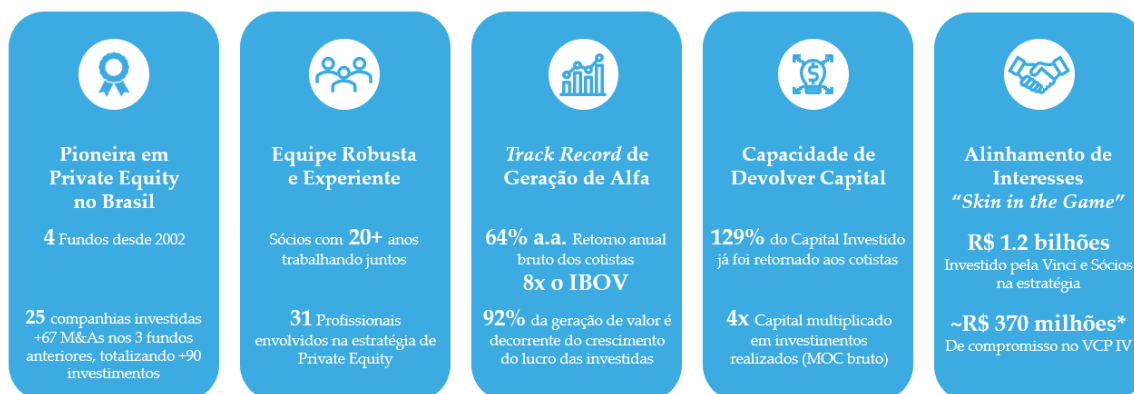 Pioneira em
Private Equity
no Brasil
4 Fundos desde 2002
25 companhias investidas
+67 M&As nos 3 fundos
anteriores, totalizando +90
investimentos
Equipe Robusta
e Experiente
Sócios com 20+ anos
trabalhando juntos
31 Profissionais
envolvidos na estratégia de
Private Equity
Track Record de
Geração de Alfa
64% a.a. Retorno anual
bruto dos cotistas
8x o IBOV
92% da geração de valor é
decorrente do crescimento
do lucro das investidas
Capacidade de
Devolver Capital
129% do Capital Investido
já foi retornado aos cotistas
4x Capital multiplicado
em investimentos
realizados (MOC bruto)
Alinhamento de
Interesses
“Skin in the Game”
R$ 1.2 bilhões
Investido pela Vinci e Sócios
na estratégia
~R$ 370 milhões*
De compromisso no VCP IV